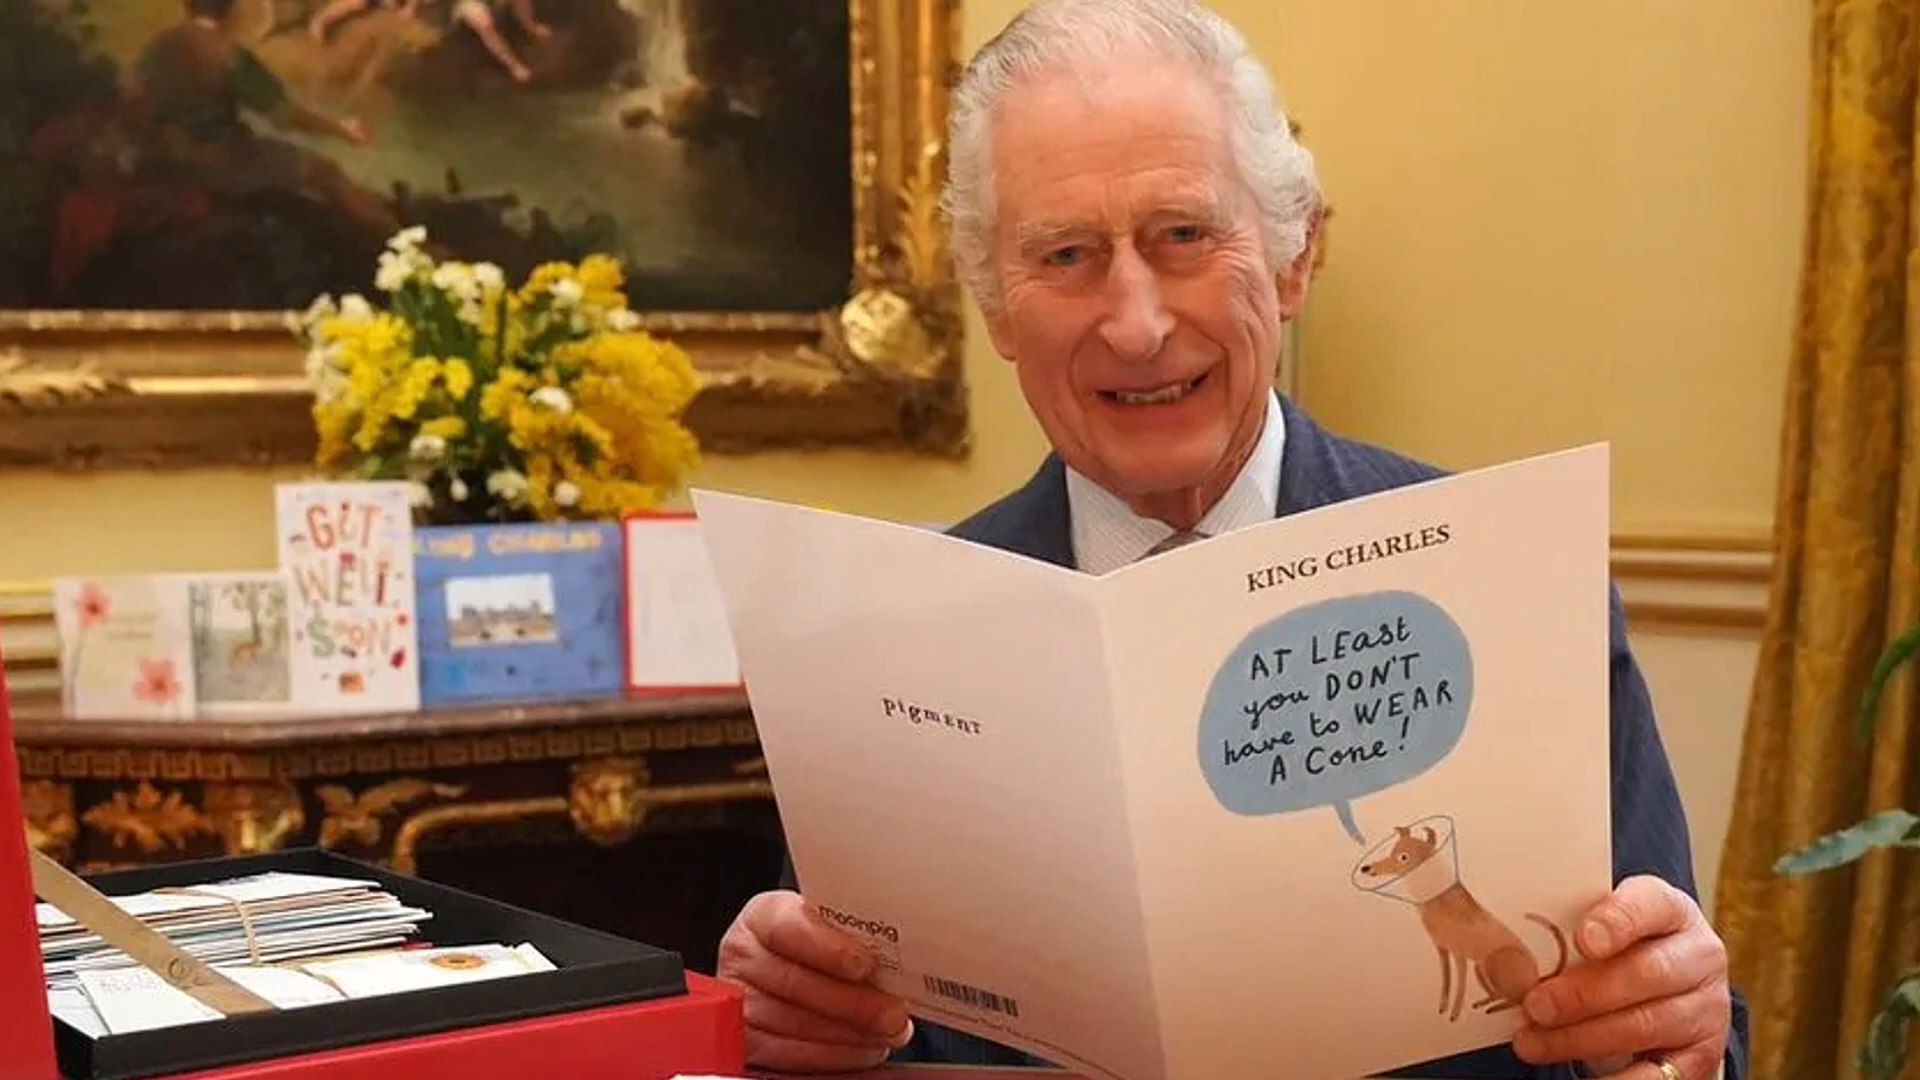 GET
WELL
SOON
KING CHARLES
pigment
moonpig
KING CHARLES
AT LEast
you DON'T
have to WEAR
A Cone!